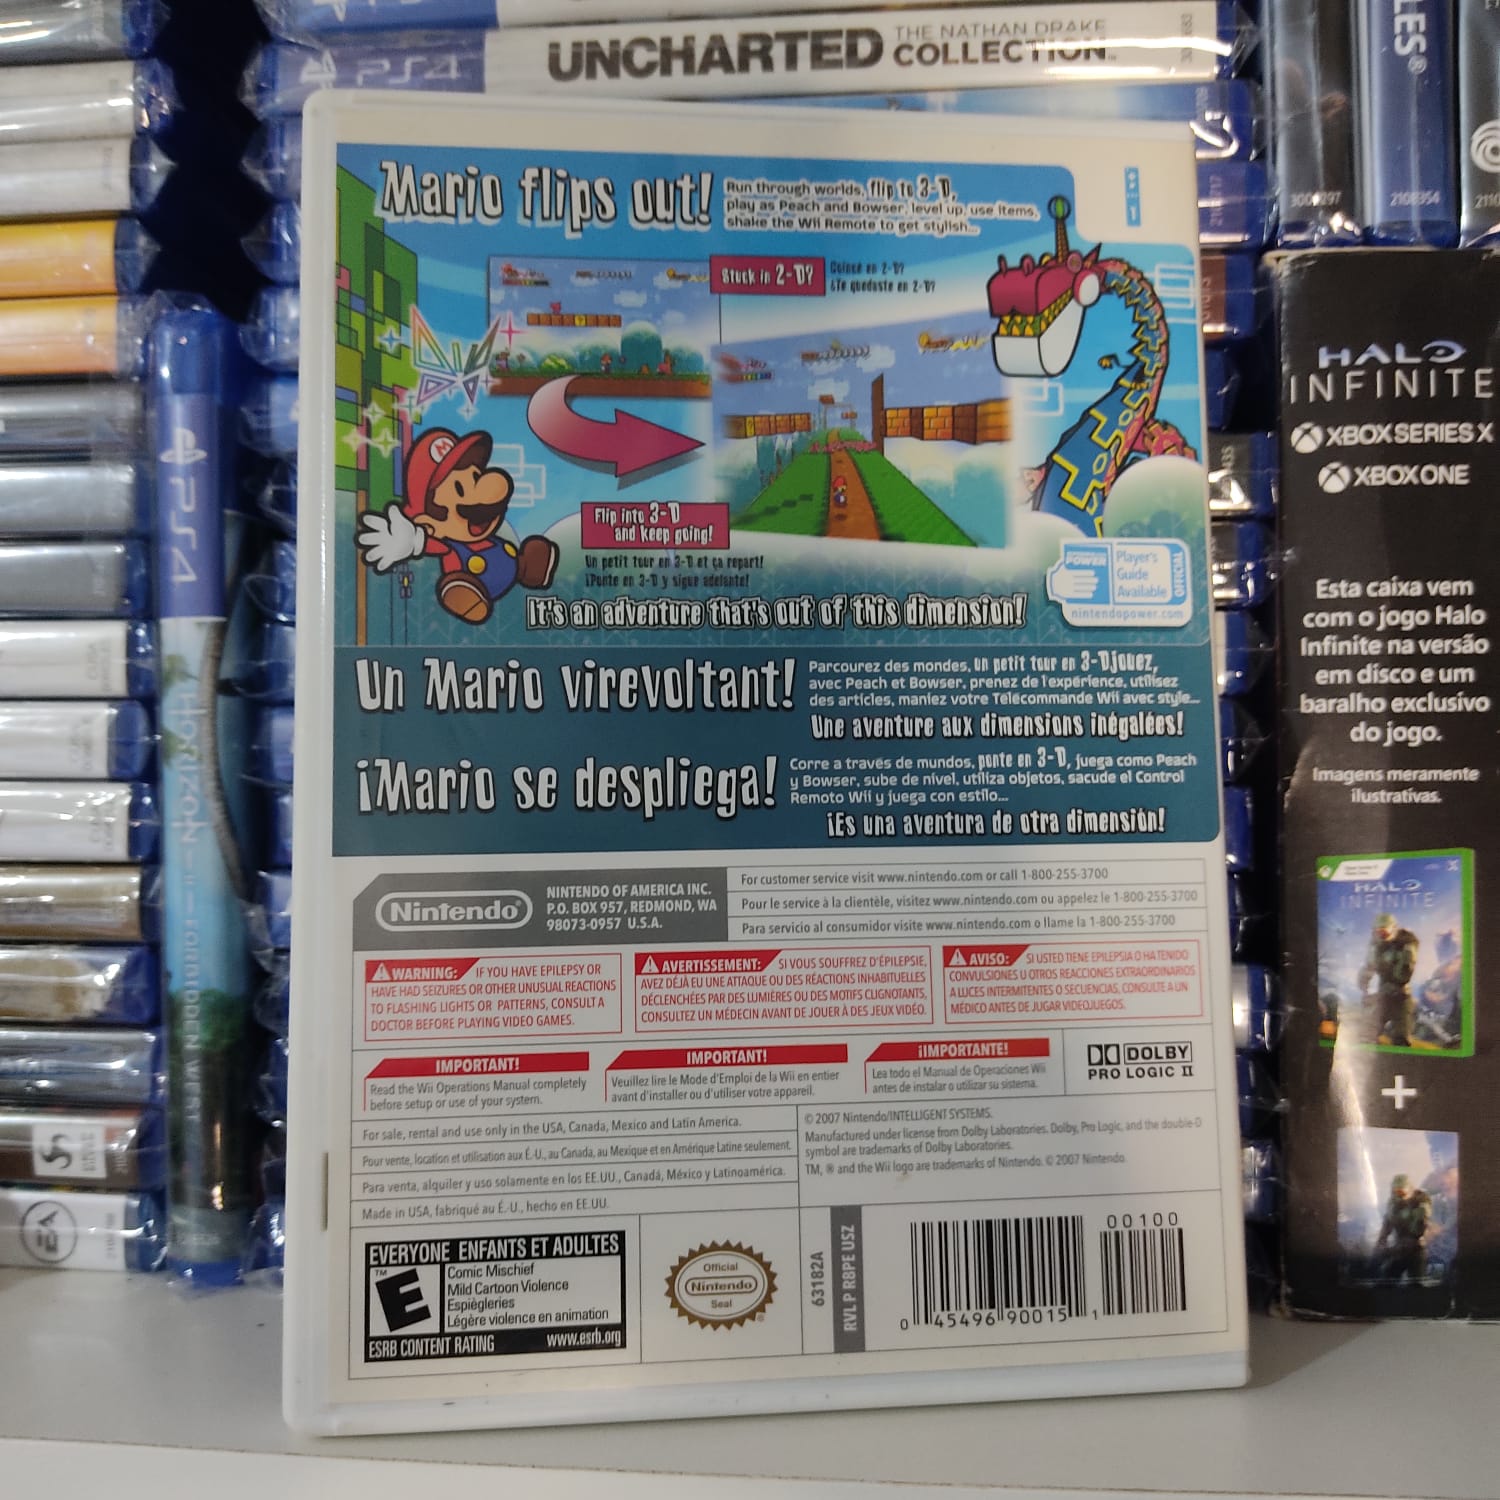 UNCHARTED THE NATHAN DRAKE
COLLECTION™
PS4
LES®
3000297
2108354
Mario flips out!
Run through worlds, flip to 3-D,
play as Peach and Bowser, level up, use items,
shake the Wii Remote to get stylish...
Stuck in 2-D?
Coincé en 2-D?
¿Te quedaste en 2-D?
Flip into 3-D
and keep going!
Un petit tour en 3-D et ça repart!
¡Ponte en 3-D y sigue adelante!
POWER
Player's
Guide
Available
OFFICIAL
nintendopower.com
It's an adventure that's out of this dimension!
Un Mario virevoltant!
Parcourez des mondes, un petit tour en 3-D, jouez,
avec Peach et Bowser, prenez de l'expérience, utilisez
des articles, maniez votre Télécommande Wii avec style...
Une aventure aux dimensions inégalées!
¡Mario se despliega!
Corre a través de mundos, ponte en 3-D, juega como Peach
y Bowser, sube de nivel, utiliza objetos, sacude el Control
Remoto Wii y juega con estilo...
¡Es una aventura de otra dimensión!
Nintendo®
NINTENDO OF AMERICA INC.
P.O. BOX 957, REDMOND, WA
98073-0957 U.S.A.
For customer service visit www.nintendo.com or call 1-800-255-3700
Pour le service à la clientèle, visitez www.nintendo.com ou appelez le 1-800-255-3700
Para servicio al consumidor visite www.nintendo.com o llame la 1-800-255-3700
WARNING: IF YOU HAVE EPILEPSY OR
HAVE HAD SEIZURES OR OTHER UNUSUAL REACTIONS
TO FLASHING LIGHTS OR PATTERNS, CONSULT A
DOCTOR BEFORE PLAYING VIDEO GAMES.
AVERTISSEMENT: SI VOUS SOUFFREZ D'ÉPILEPSIE,
AVEZ DÉJÀ EU UNE ATTAQUE OU DES RÉACTIONS INHABITUELLES
DÉCLENCHÉES PAR DES LUMIÈRES OU DES MOTIFS CLIGNOTANTS,
CONSULTEZ UN MÉDECIN AVANT DE JOUER À DES JEUX VIDÉO.
AVISO: SI USTED TIENE EPILEPSIA O HA TENIDO
CONVULSIONES U OTROS REACCIONES EXTRAORDINARIOS
A LUCES INTERMITENTES O SECUENCIAS, CONSULTE A UN
MÉDICO ANTES DE JUGAR VIDEOJUEGOS.
IMPORTANT!
Read the Wii Operations Manual completely
before setup or use of your system.
IMPORTANT!
Veuillez lire le Mode d'Emploi de la Wii en entier
avant d'installer ou d'utiliser votre appareil.
¡IMPORTANTE!
Lea todo el Manual de Operaciones Wii
antes de instalar o utilizar su sistema.
DOLBY
PRO LOGIC II
For sale, rental and use only in the USA, Canada, Mexico and Latin America.
Pour vente, location et utilisation aux É.-U., au Canada, au Mexique et en Amérique Latine seulement.
Para venta, alquiler y uso solamente en los EE.UU., Canadá, México y Latinoamérica.
Made in USA, fabriqué au É.-U., hecho en EE.UU.
© 2007 Nintendo/INTELLIGENT SYSTEMS.
Manufactured under license from Dolby Laboratories. Dolby, Pro Logic, and the double-D
symbol are trademarks of Dolby Laboratories.
TM, ® and the Wii logo are trademarks of Nintendo. © 2007 Nintendo.
EVERYONE ENFANTS ET ADULTES
E
Comic Mischief
Mild Cartoon Violence
Espiègleries
Légère violence en animation
ESRB CONTENT RATING www.esrb.org
Official
Nintendo
Seal
63182A
RVL P R8PE USZ
00100
0 45496 90015 1
PS4
HORIZON FORBIDDEN WEST
EA
HALO
INFINITE
XBOX SERIES X
XBOX ONE
Esta caixa vem
com o jogo Halo
Infinite na versão
em disco e um
baralho exclusivo
do jogo.
Imagens meramente
ilustrativas.
HALO
INFINITE
+